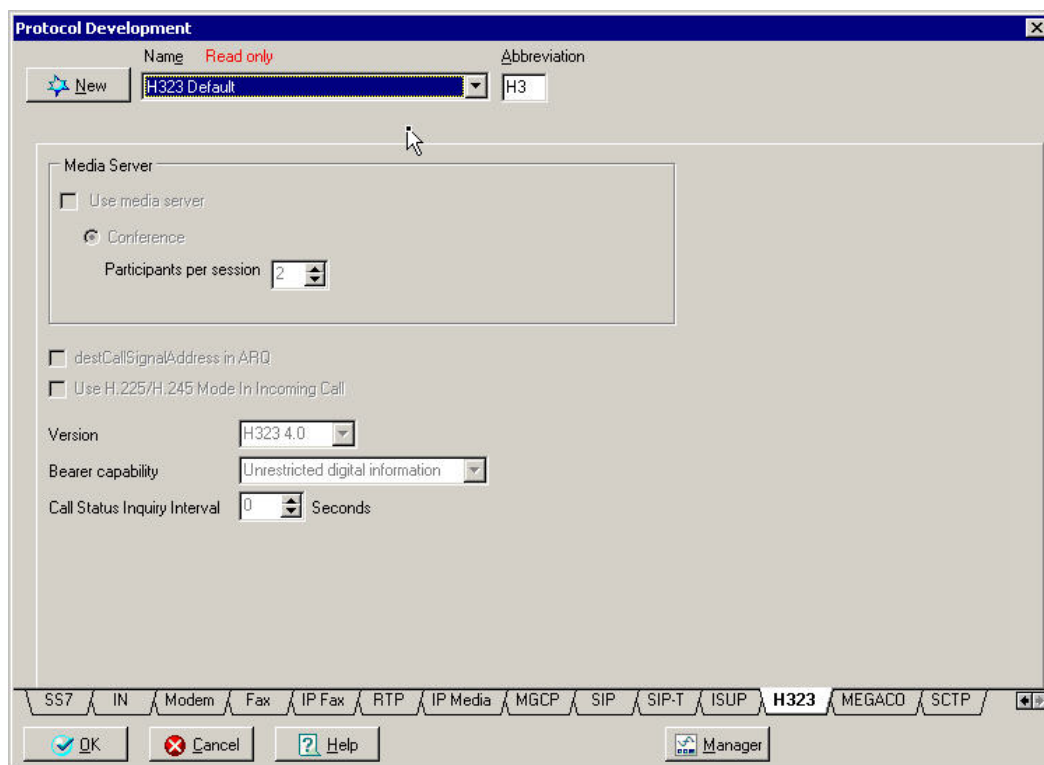 Protocol Development
Name Read only Abbreviation
New H323 Default H3
Media Server
Use media server
Conference
Participants per session 2
destCallSignalAddress in ARQ
Use H.225/H.245 Mode In Incoming Call
Version H323 4.0
Bearer capability Unrestricted digital information
Call Status Inquiry Interval 0 Seconds
SS7 IN Modem Fax IP Fax RTP IP Media MGCP SIP SIP-T ISUP H323 MEGACO SCTP
OK Cancel Help Manager